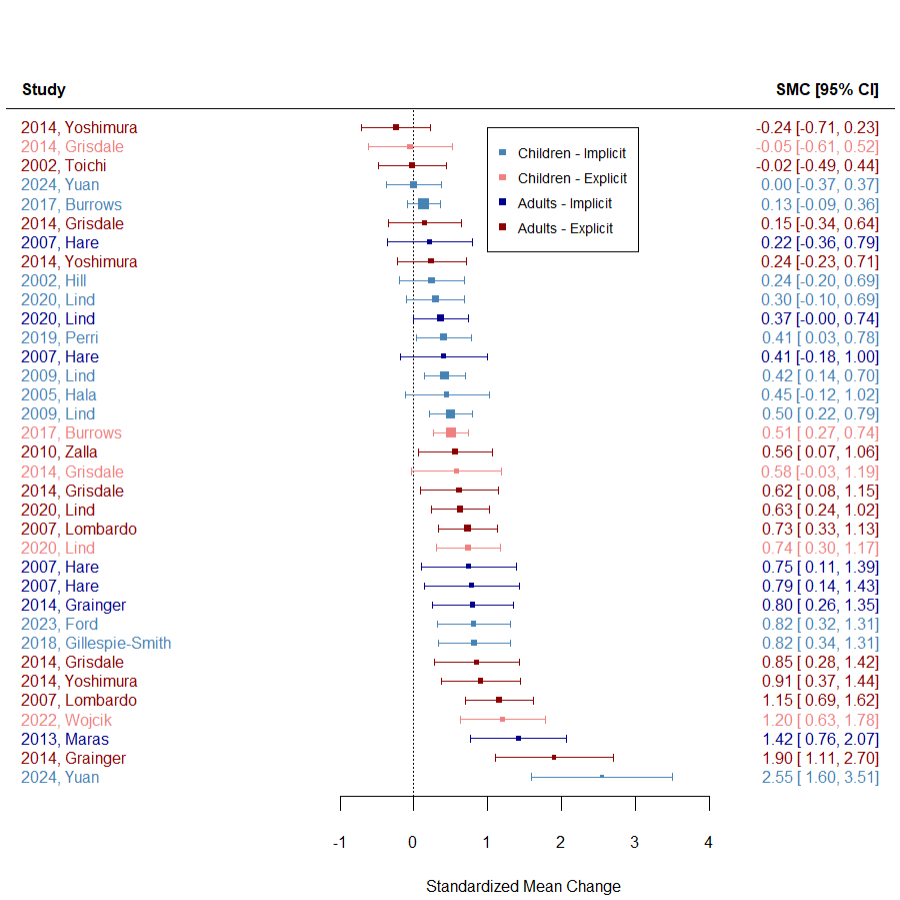 Study SMC [95% CI]
2014, Yoshimura -0.24 [-0.71, 0.23]
2014, Grisdale -0.05 [-0.61, 0.52]
2002, Toichi -0.02 [-0.49, 0.44]
2024, Yuan 0.00 [-0.37, 0.37]
2017, Burrows 0.13 [-0.09, 0.36]
2014, Grisdale 0.15 [-0.34, 0.64]
2007, Hare 0.22 [-0.36, 0.79]
2014, Yoshimura 0.24 [-0.23, 0.71]
2002, Hill 0.24 [-0.20, 0.69]
2020, Lind 0.30 [-0.10, 0.69]
2020, Lind 0.37 [-0.00, 0.74]
2019, Perri 0.41 [ 0.03, 0.78]
2007, Hare 0.41 [-0.18, 1.00]
2009, Lind 0.42 [ 0.14, 0.70]
2005, Hala 0.45 [-0.12, 1.02]
2009, Lind 0.50 [ 0.22, 0.79]
2017, Burrows 0.51 [ 0.27, 0.74]
2010, Zalla 0.56 [ 0.07, 1.06]
2014, Grisdale 0.58 [-0.03, 1.19]
2014, Grisdale 0.62 [ 0.08, 1.15]
2020, Lind 0.63 [ 0.24, 1.02]
2007, Lombardo 0.73 [ 0.33, 1.13]
2020, Lind 0.74 [ 0.30, 1.17]
2007, Hare 0.75 [ 0.11, 1.39]
2007, Hare 0.79 [ 0.14, 1.43]
2014, Grainger 0.80 [ 0.26, 1.35]
2023, Ford 0.82 [ 0.32, 1.31]
2018, Gillespie-Smith 0.82 [ 0.34, 1.31]
2014, Grisdale 0.85 [ 0.28, 1.42]
2014, Yoshimura 0.91 [ 0.37, 1.44]
2007, Lombardo 1.15 [ 0.69, 1.62]
2022, Wojcik 1.20 [ 0.63, 1.78]
2013, Maras 1.42 [ 0.76, 2.07]
2014, Grainger 1.90 [ 1.11, 2.70]
2024, Yuan 2.55 [ 1.60, 3.51]
Children - Implicit
Children - Explicit
Adults - Implicit
Adults - Explicit
-1 0 1 2 3 4
Standardized Mean Change